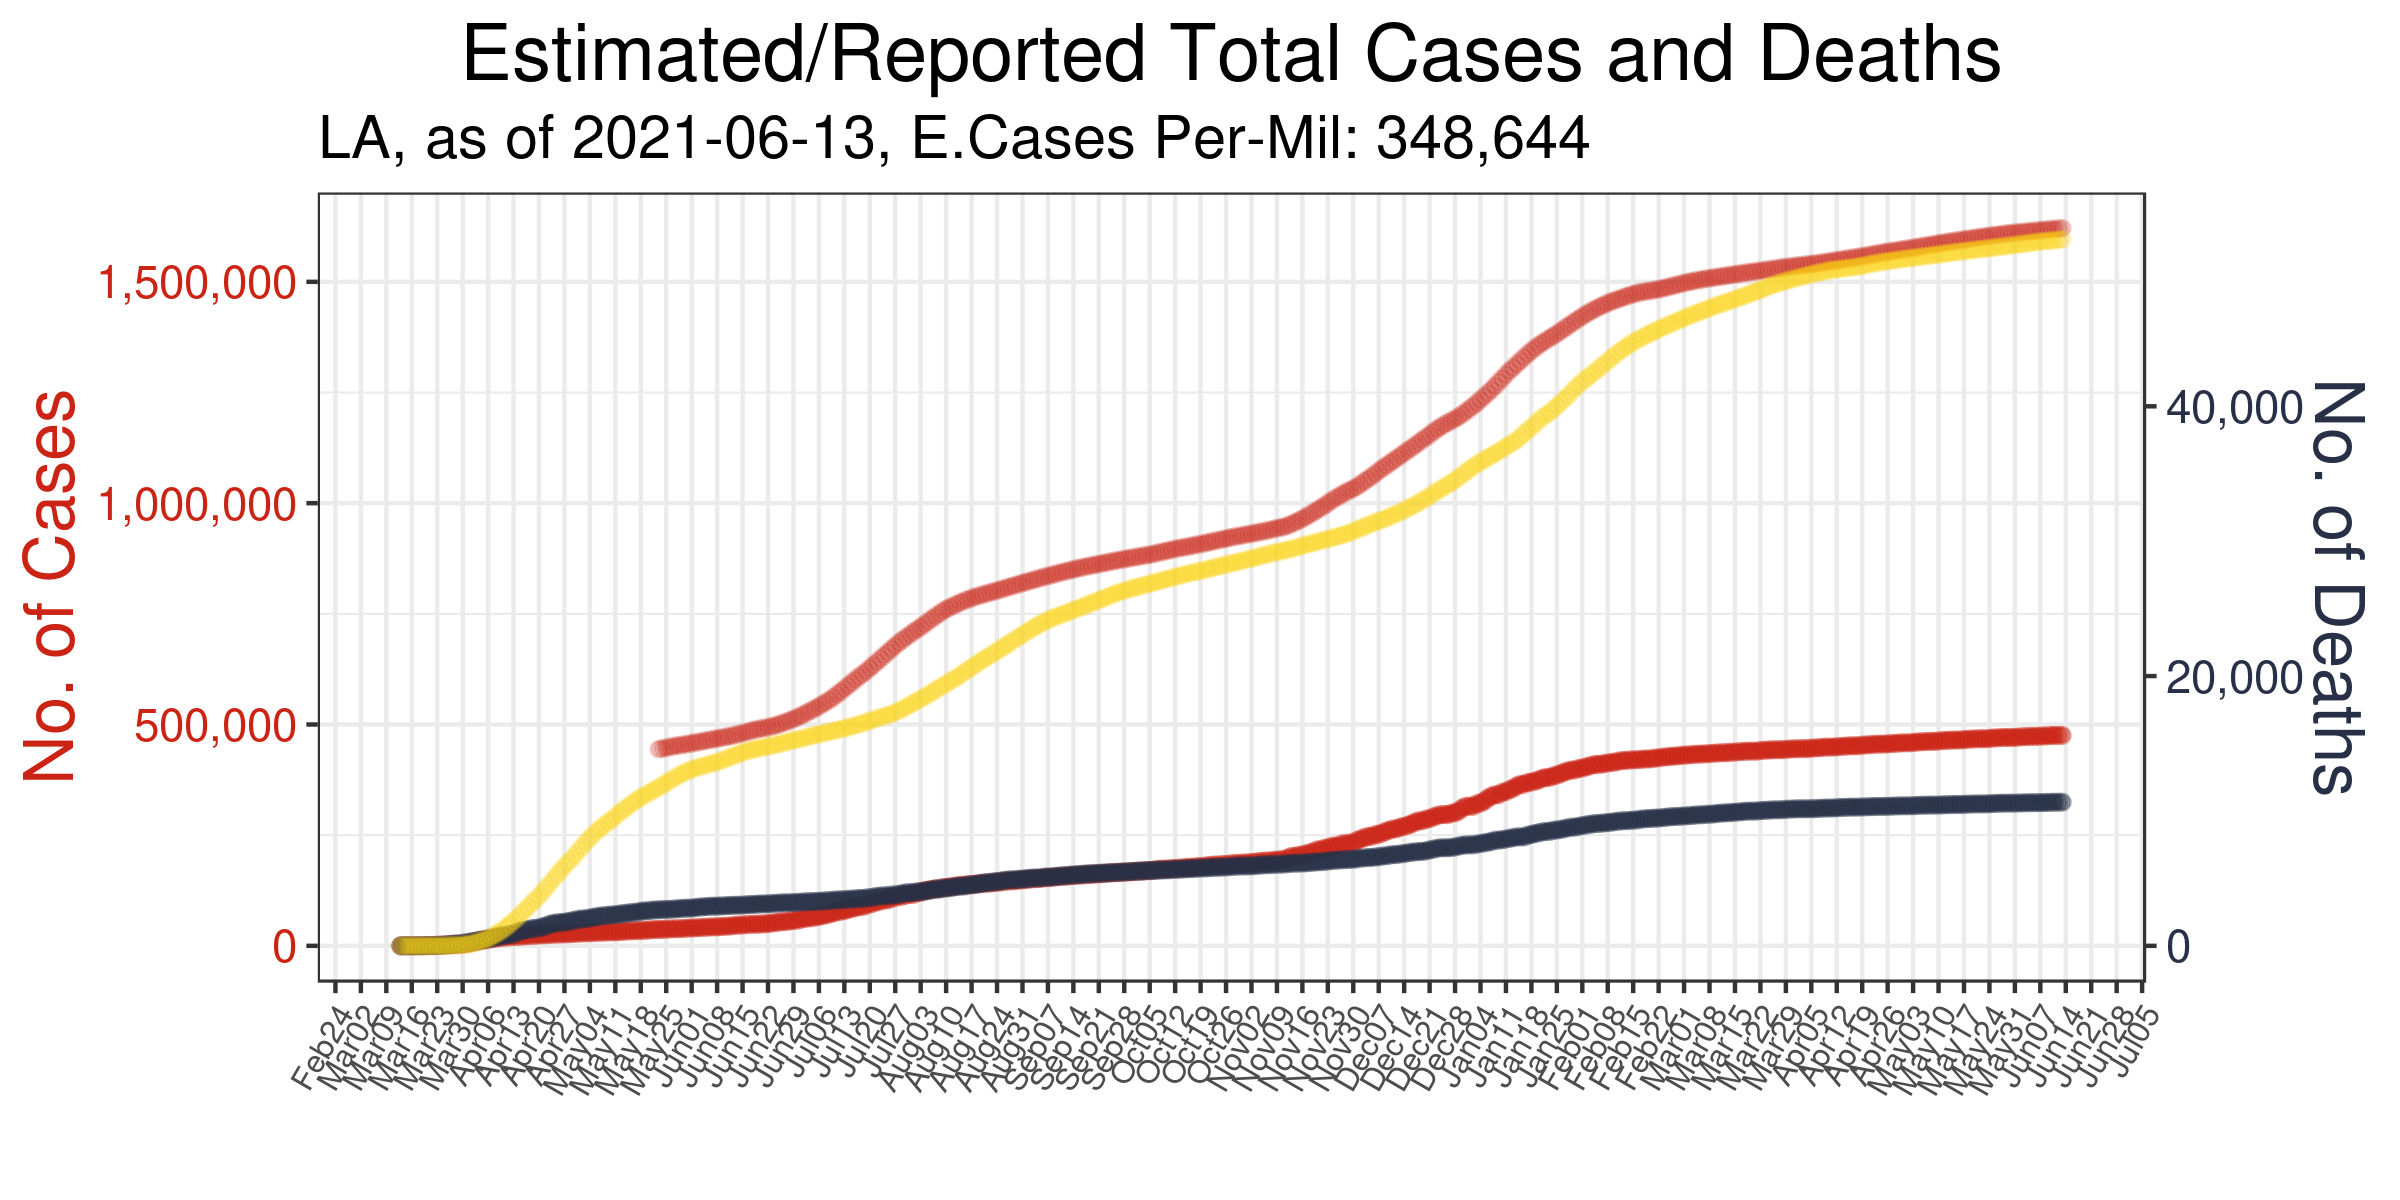 Estimated/Reported Total Cases and Deaths
LA, as of 2021-06-13, E.Cases Per-Mil: 348,644
No. of Cases
1,500,000
1,000,000
500,000
0
No. of Deaths
40,000
20,000
0
Feb24
Mar02
Mar09
Mar16
Mar23
Mar30
Apr06
Apr13
Apr20
Apr27
May04
May11
May18
May25
Jun01
Jun08
Jun15
Jun22
Jun29
Jul06
Jul13
Jul20
Jul27
Aug03
Aug10
Aug17
Aug24
Aug31
Sep07
Sep14
Sep21
Sep28
Oct05
Oct12
Oct19
Oct26
Nov02
Nov09
Nov16
Nov23
Nov30
Dec07
Dec14
Dec21
Dec28
Dec04
Jan11
Jan18
Jan25
Feb01
Feb08
Feb15
Feb22
Mar01
Mar08
Mar15
Mar22
Mar29
Mar05
Apr12
Apr19
Apr26
May03
May10
May17
May24
May31
May07
Jun14
Jun21
Jun28
Jul05